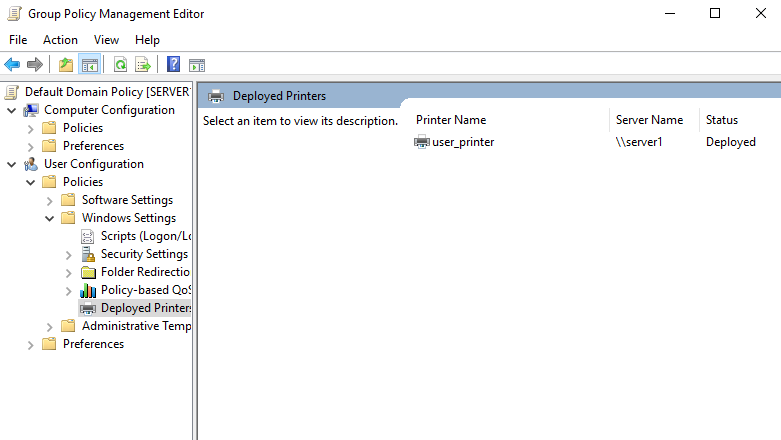 Group Policy Management Editor
File Action View Help
Default Domain Policy [SERVER
Computer Configuration
Policies
Preferences
User Configuration
Policies
Software Settings
Windows Settings
Scripts (Logon/Lo
Security Settings
Folder Redirectio
Policy-based QoS
Deployed Printers
Administrative Temp
Preferences
Deployed Printers
Select an item to view its description.
Printer Name Server Name Status
user_printer \\server1 Deployed